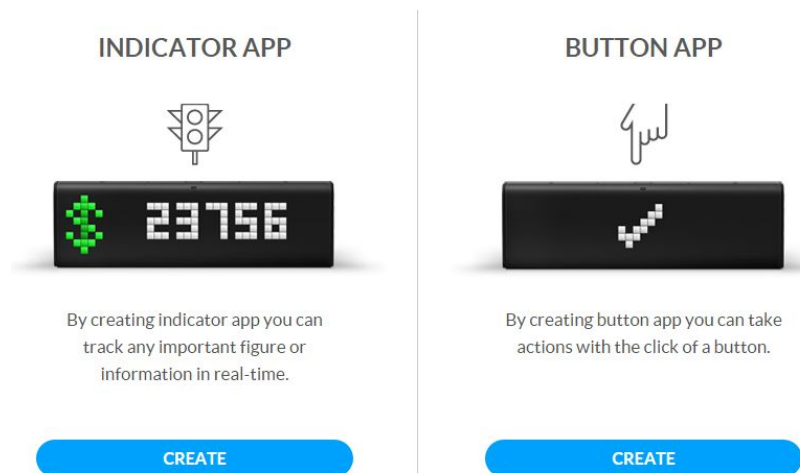 INDICATOR APP
23756
By creating indicator app you can
track any important figure or
information in real-time.
CREATE
BUTTON APP
By creating button app you can take
actions with the click of a button.
CREATE